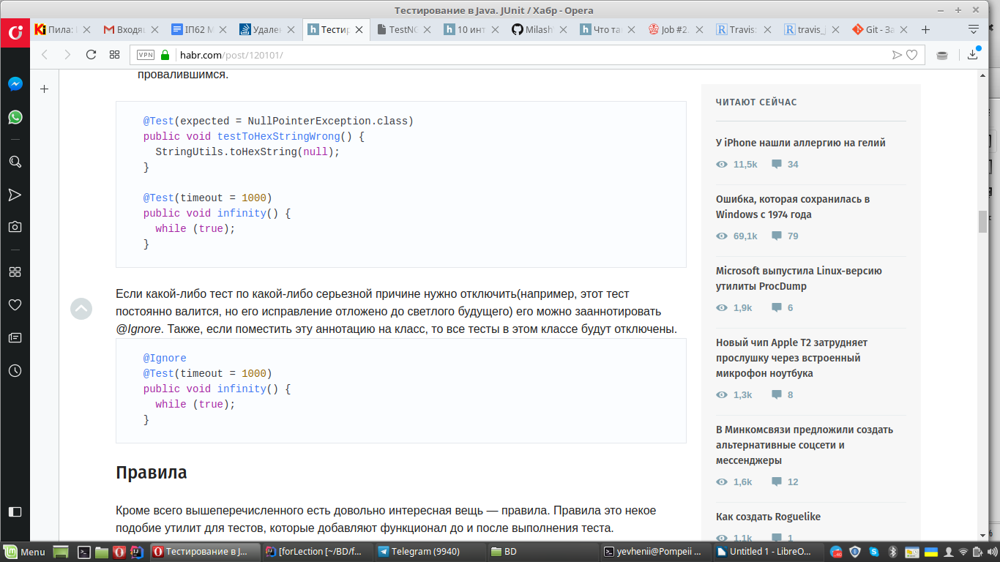 Тестирование в Java. JUnit / Хабр - Opera
Пила:
Входящ
ІП62 М
Удален
Тестир
TestNG
10 инт
Milash
Что та
Job #2.
Travis:
travis_j
Git - За
VPN
habr.com/post/120101/
провалившимся.
@Test(expected = NullPointerException.class)
public void testToHexStringWrong() {
StringUtils.toHexString(null);
}
@Test(timeout = 1000)
public void infinity() {
while (true);
}
Если какой-либо тест по какой-либо серьезной причине нужно отключить(например, этот тест
постоянно валится, но его исправление отложено до светлого будущего) его можно зааннотировать
@Ignore. Также, если поместить эту аннотацию на класс, то все тесты в этом классе будут отключены.
@Ignore
@Test(timeout = 1000)
public void infinity() {
while (true);
}
Правила
Кроме всего вышеперечисленного есть довольно интересная вещь — правила. Правила это некое
подобие утилит для тестов, которые добавляют функционал до и после выполнения теста.
ЧИТАЮТ СЕЙЧАС
У iPhone нашли аллергию на гелий
11,5k 34
Ошибка, которая сохранилась в
Windows с 1974 года
69,1k 79
Microsoft выпустила Linux-версию
утилиты ProcDump
1,9k 6
Новый чип Apple T2 затрудняет
прослушку через встроенный
микрофон ноутбука
1,3k 8
В Минкомсвязи предложили создать
альтернативные соцсети и
мессенджеры
1,6k 12
Как создать Roguelike
1,1k 1
Menu
Тестирование в J...
[forLection [~/BD/f...
Telegram (9940)
BD
yevhenii@Pompeii ...
Untitled 1 - LibreO...